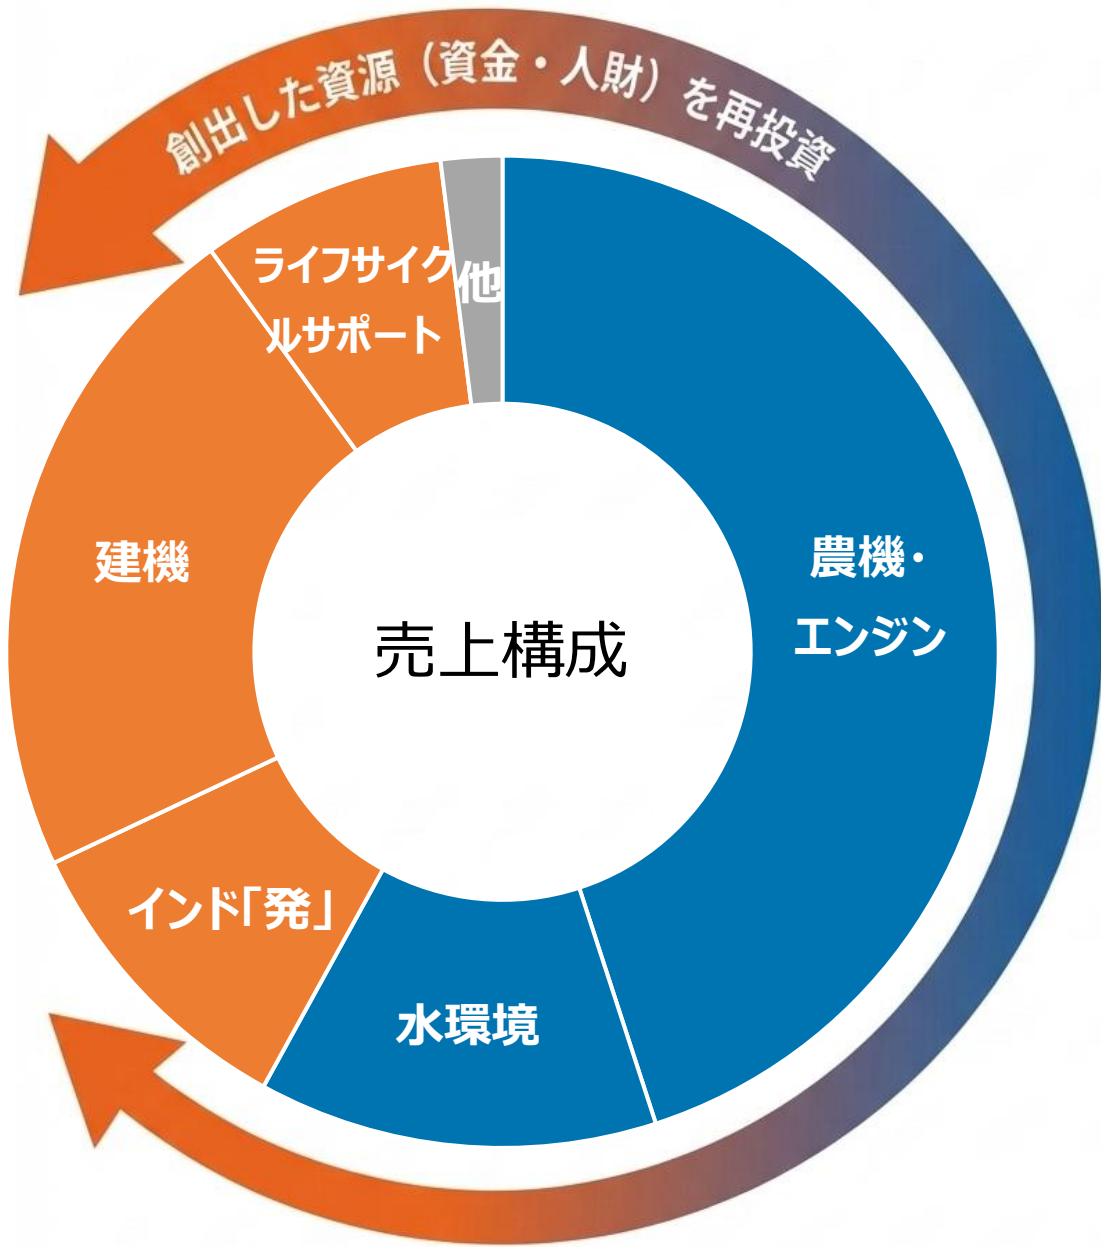 創出した資源（資金・人財）を再投資
ライフサイク
ルサポート
他
建機
農機・
エンジン
売上構成
インド「発」
水環境